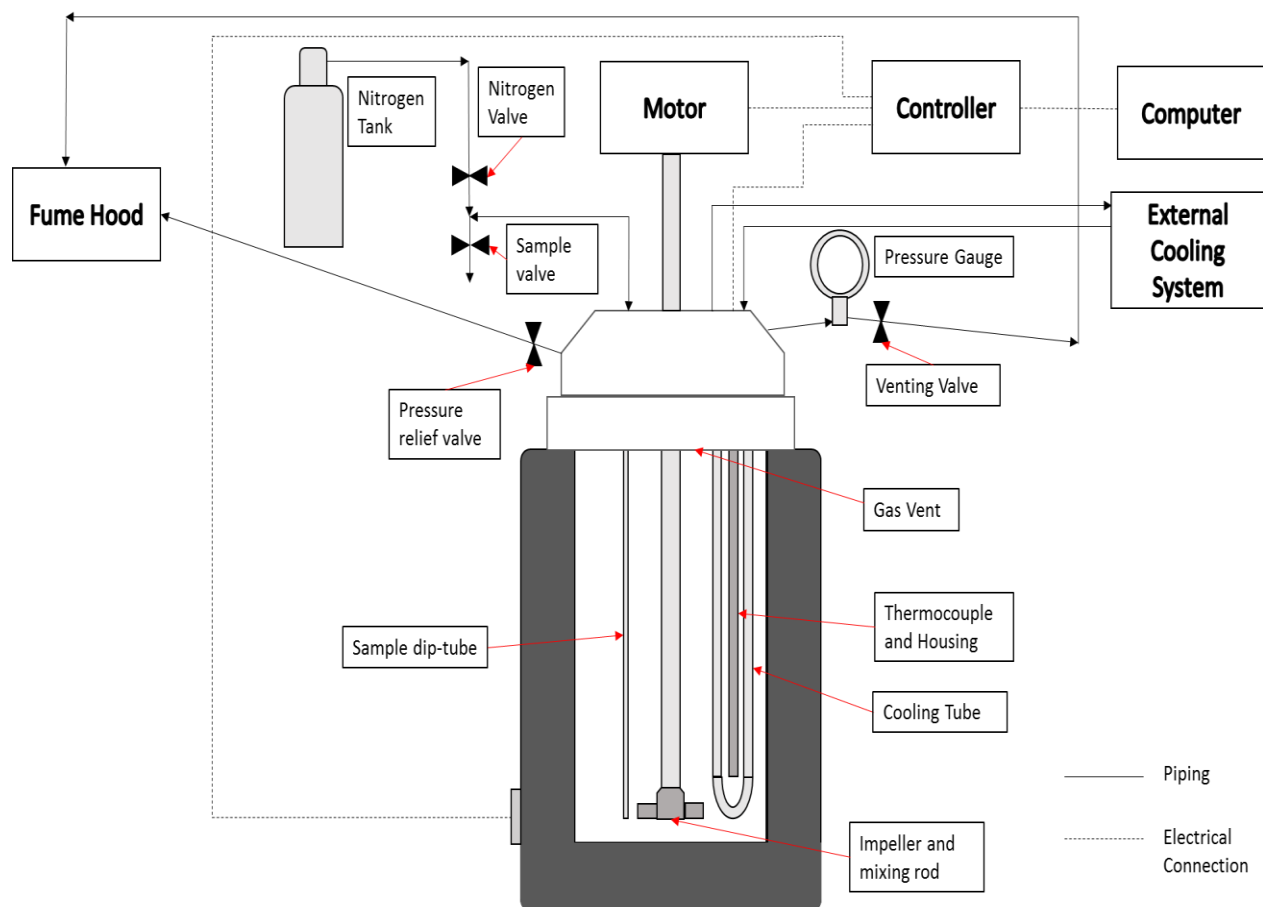 Nitrogen
Tank
Nitrogen
Valve
Motor
Controller
Computer
Fume Hood
Sample
valve
Pressure Gauge
External
Cooling
System
Pressure
relief valve
Venting Valve
Gas Vent
Sample dip-tube
Thermocouple
and Housing
Cooling Tube
Impeller and
mixing rod
Piping
Electrical
Connection